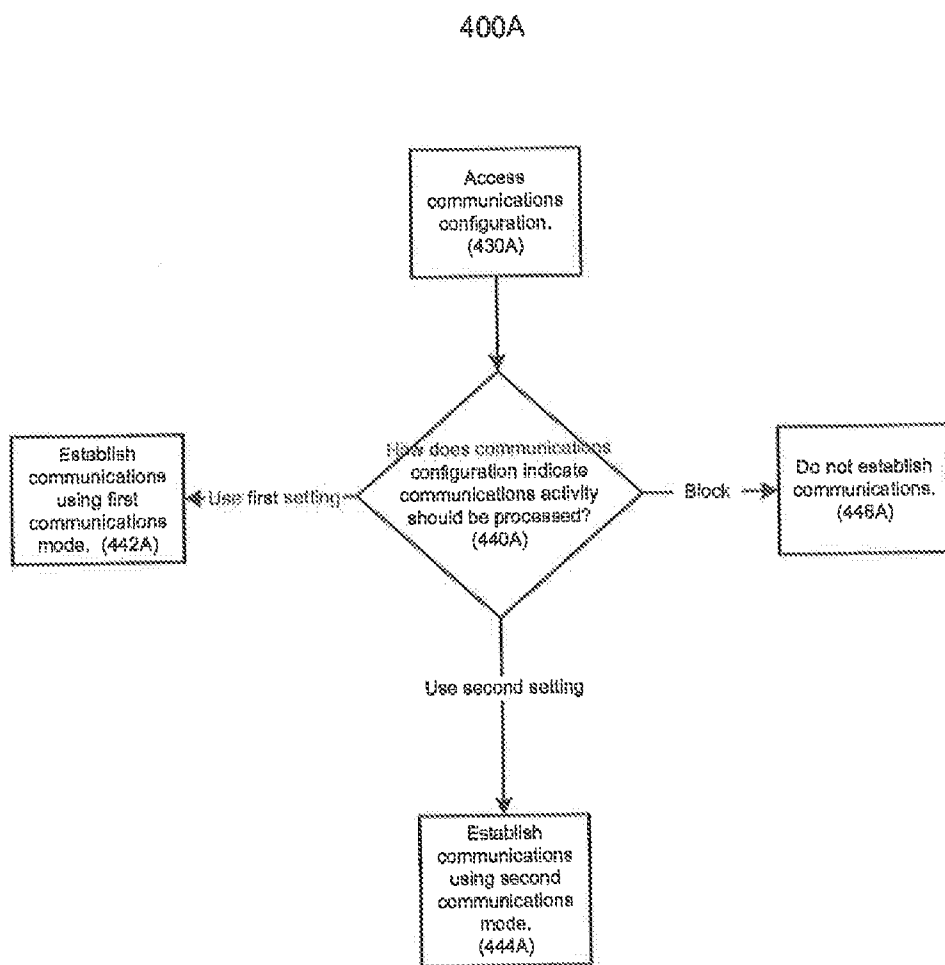 400A
Access
communications
configuration.
(430A)
How does communications
configuration indicate
communications activity
should be processed?
(440A)
Establish
communications
using first
communications
mode. (442A)
Use first setting
Block
Do not establish
communications.
(446A)
Use second setting
Establish
communications
using second
communications
mode.
(444A)